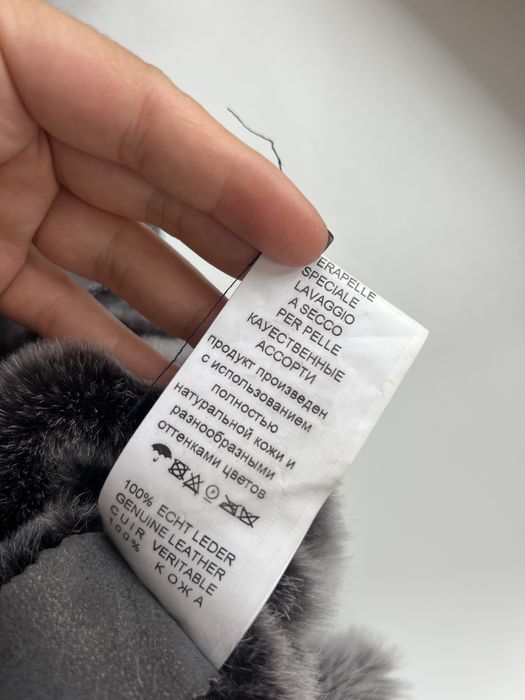 ERAPELLE
SPECIALE
LAVAGGIO
A SECCO
PER PELLE
КАУЕСТВЕННЫЕ
АССОРТИ
продукт произведен
с использованием
полностью
натуральной кожи и
разнообразными
оттенками цветов
100% ECHT LEDER
GENUINE LEATHER
CUIR VERITABLE
100% КОЖА